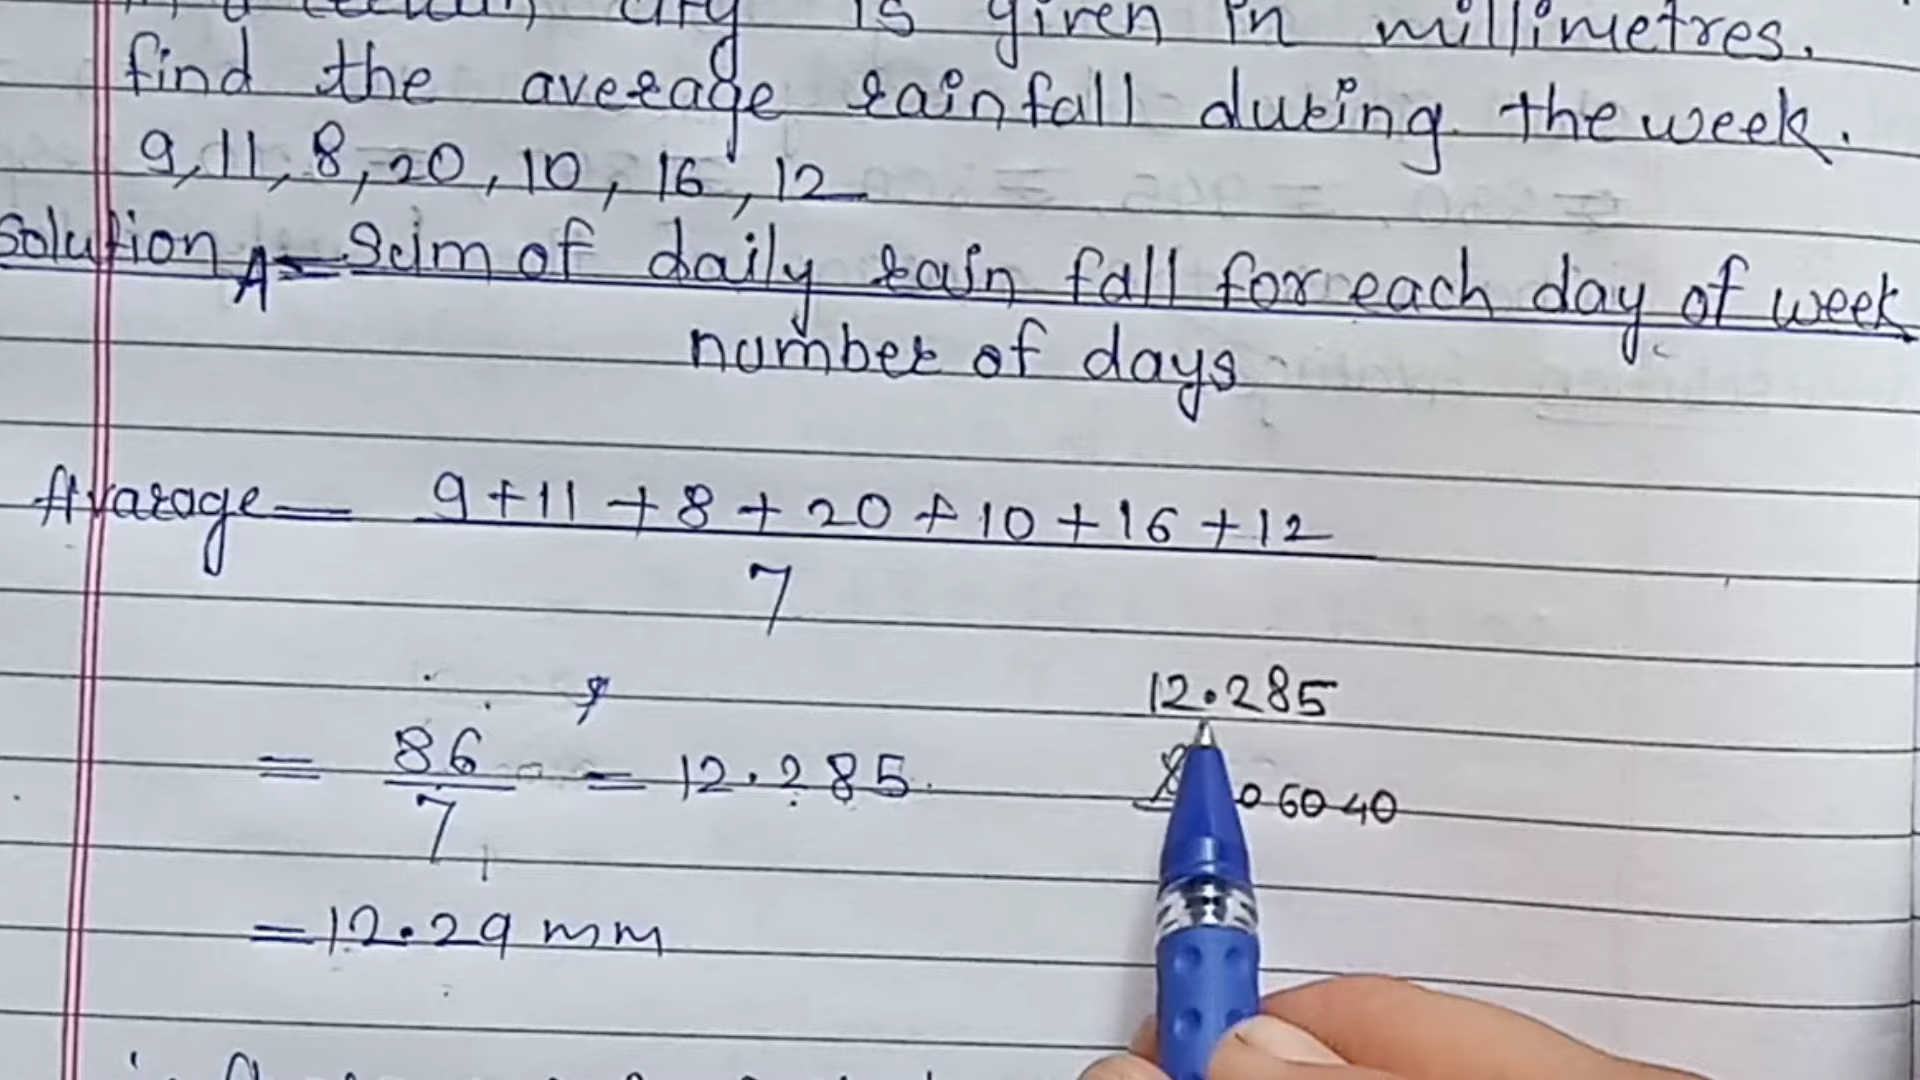 is given in millimetres.
find the average rainfall during the week.
9, 11, 8, 20, 10, 16, 12
Solution A = Sum of daily rain fall for each day of week
number of days
Avarage = 9+11+8+20+10+16+12
7
12.285
= 86 = 12.285
7
0 60 40
= 12.29 mm